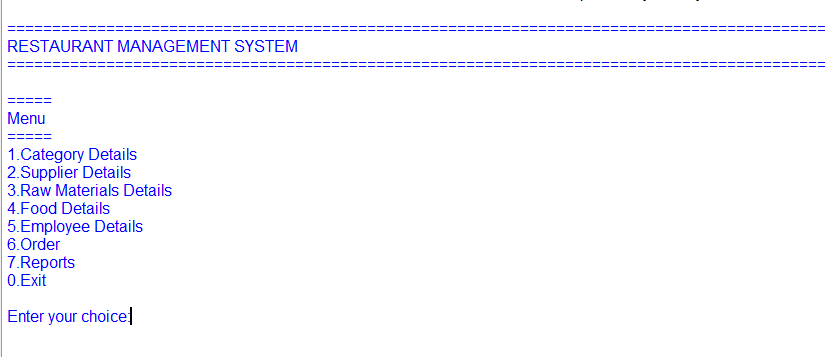 ==========================================================================================
RESTAURANT MANAGEMENT SYSTEM
==========================================================================================
=====
Menu
=====
1.Category Details
2.Supplier Details
3.Raw Materials Details
4.Food Details
5.Employee Details
6.Order
7.Reports
0.Exit
Enter your choice: